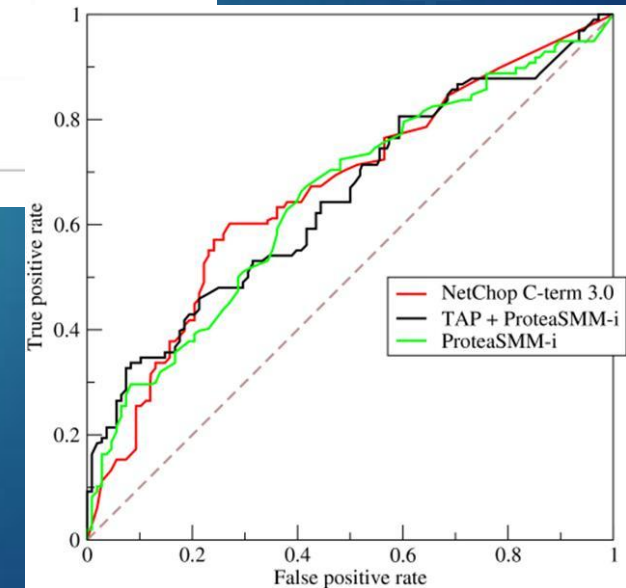 1
0.8
0.6
0.4
0.2
0
True positive rate
NetChop C-term 3.0
TAP + ProteaSMM-i
ProteaSMM-i
0 0.2 0.4 0.6 0.8 1
False positive rate